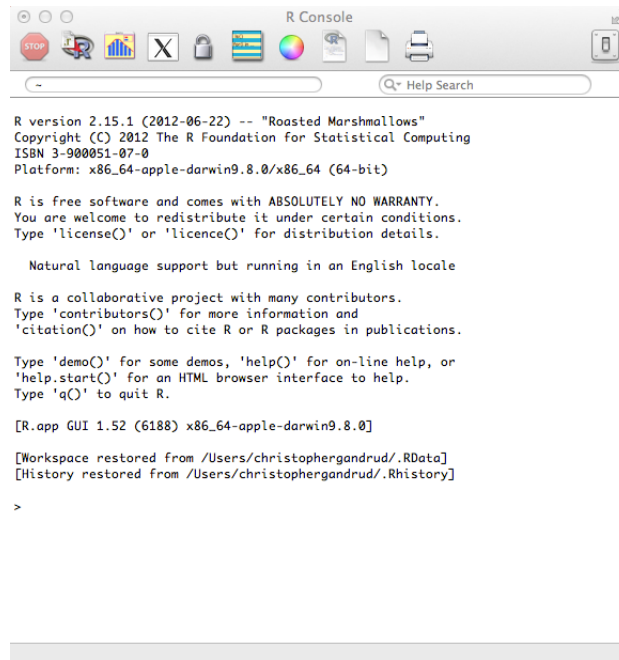 R Console
STOP
R
X
R
~
Help Search
R version 2.15.1 (2012-06-22) -- "Roasted Marshmallows"
Copyright (C) 2012 The R Foundation for Statistical Computing
ISBN 3-900051-07-0
Platform: x86_64-apple-darwin9.8.0/x86_64 (64-bit)
R is free software and comes with ABSOLUTELY NO WARRANTY.
You are welcome to redistribute it under certain conditions.
Type 'license()' or 'licence()' for distribution details.
Natural language support but running in an English locale
R is a collaborative project with many contributors.
Type 'contributors()' for more information and
'citation()' on how to cite R or R packages in publications.
Type 'demo()' for some demos, 'help()' for on-line help, or
'help.start()' for an HTML browser interface to help.
Type 'q()' to quit R.
[R.app GUI 1.52 (6188) x86_64-apple-darwin9.8.0]
[Workspace restored from /Users/christophergandrud/.RData]
[History restored from /Users/christophergandrud/.Rhistory]
>